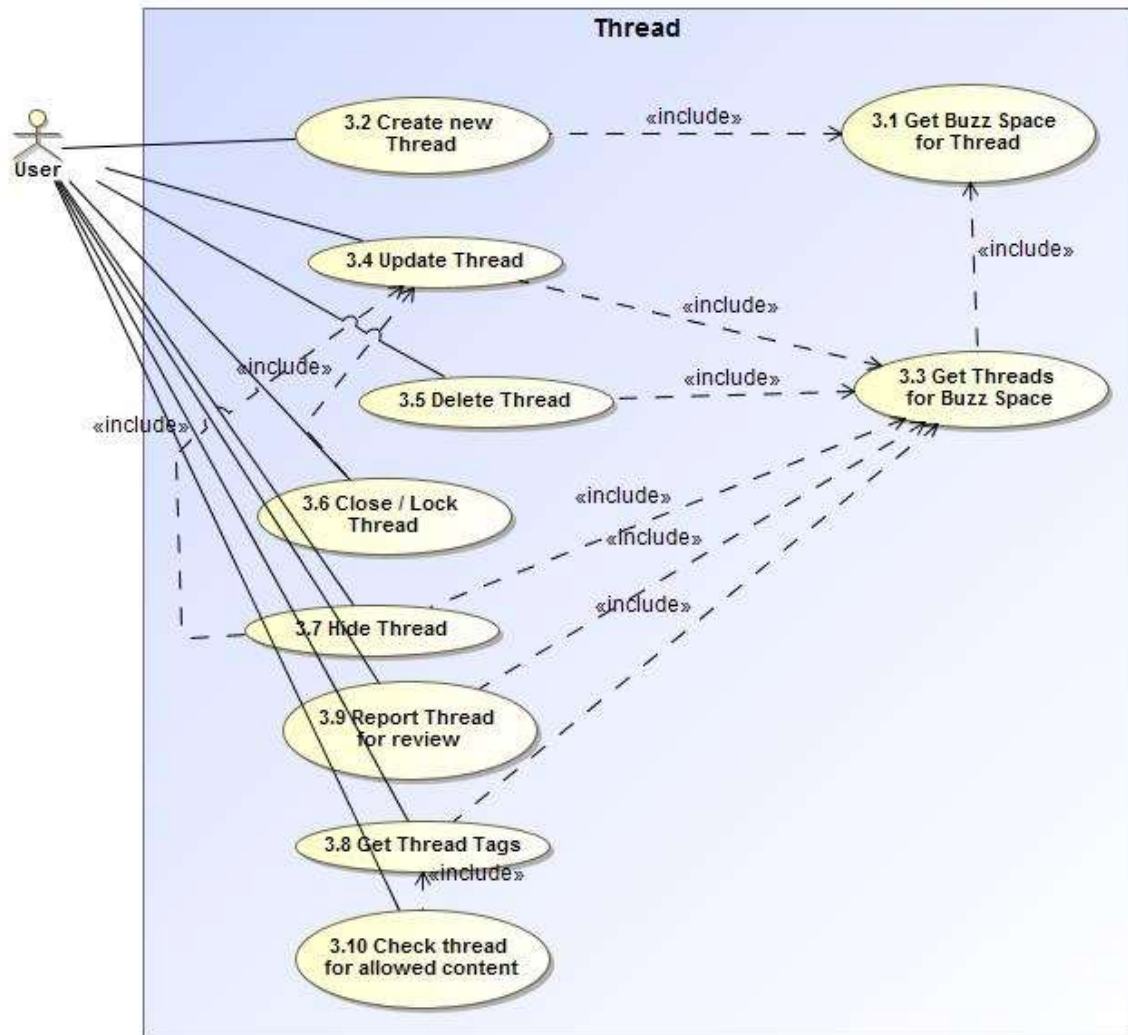 Thread
User
3.2 Create new
Thread
«include»
3.1 Get Buzz Space
for Thread
«include»
3.4 Update Thread
«include»
«include»
3.5 Delete Thread
«include»
3.3 Get Threads
for Buzz Space
«include»
3.6 Close / Lock
Thread
«include»
«include»
3.7 Hide Thread
«include»
3.9 Report Thread
for review
3.8 Get Thread Tags
«include»
3.10 Check thread
for allowed content